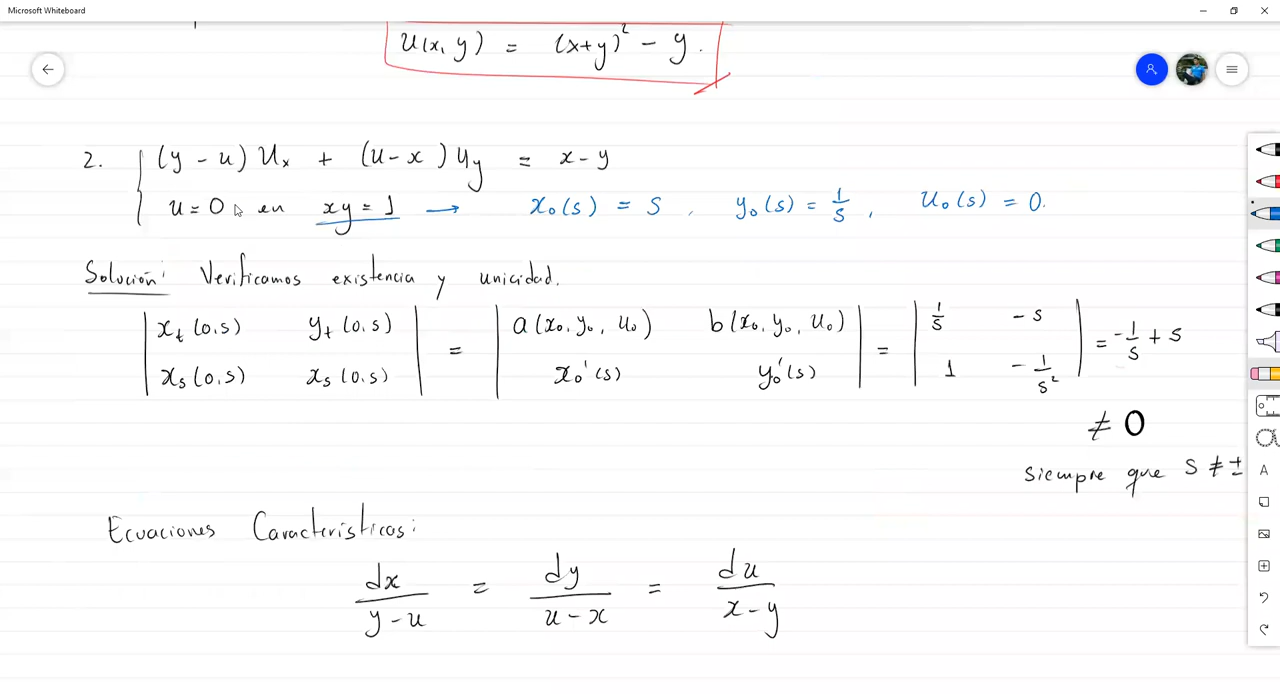 Microsoft Whiteboard
u(x, y) = (x+y)² - y.
2. { (y - u) Ux + (u - x) Uy = x - y
u = 0 en xy = 1 → x₀(s) = s, y₀(s) = 1/s, u₀(s) = 0.
Solución: Verificamos existencia y unicidad.
| xₜ(0,s) yₜ(0,s) | = | a(x₀, y₀, u₀) b(x₀, y₀, u₀) | = | 1/s -s | = -1/s + s
| xₛ(0,s) xₛ(0,s) | | x₀'(s) y₀'(s) | | 1 -1/s² |
≠ 0
siempre que s ≠ ±
Ecuaciones Características:
dx/(y - u) = dy/(u - x) = du/(x - y)
A